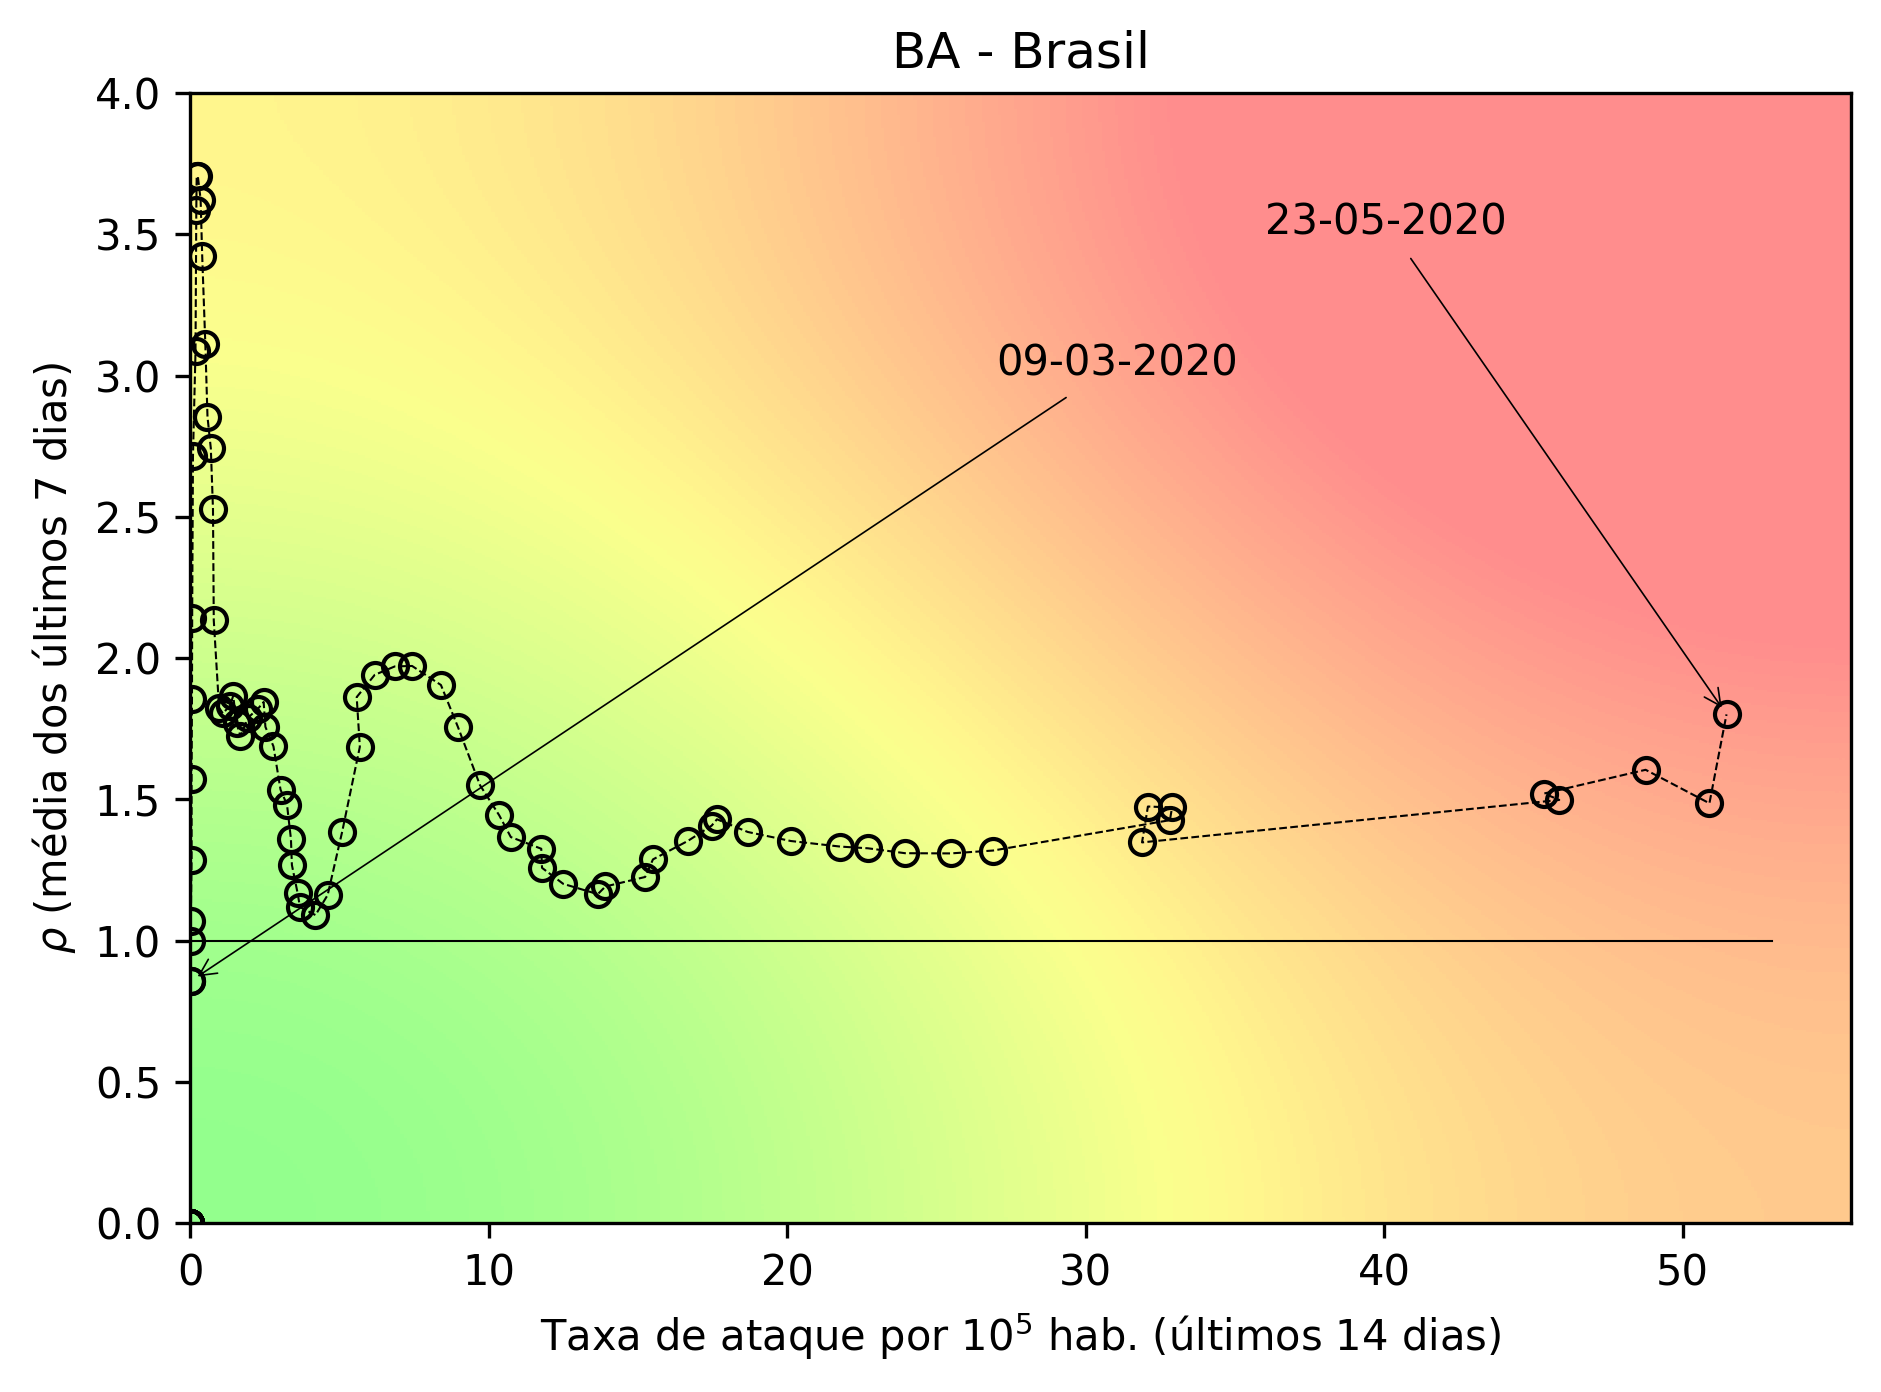 BA - Brasil
4.0
3.5
3.0
2.5
2.0
1.5
1.0
0.5
0.0
ρ (média dos últimos 7 dias)
23-05-2020
09-03-2020
0 10 20 30 40 50
Taxa de ataque por 10⁵ hab. (últimos 14 dias)